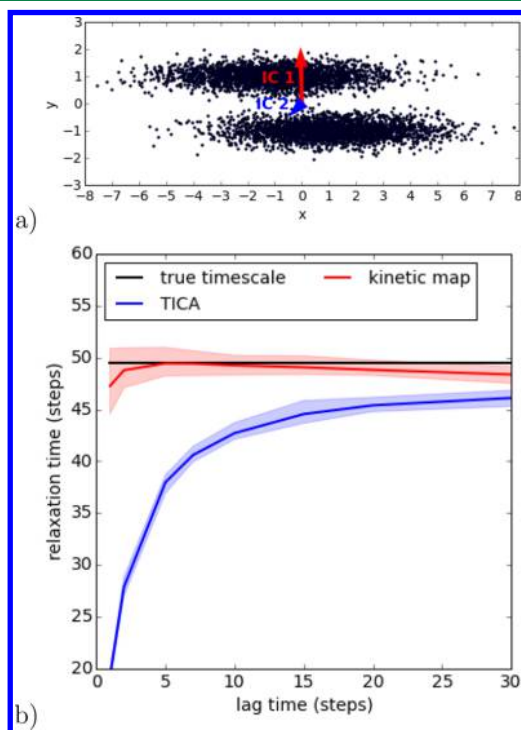 3
2
1
0
−1
−2
−3
y
IC 1
IC 2
−8 −7 −6 −5 −4 −3 −2 −1 0 1 2 3 4 5 6 7 8
x
a)
60
55
50
45
40
35
30
25
20
relaxation time (steps)
true timescale
kinetic map
TICA
0 5 10 15 20 25 30
lag time (steps)
b)